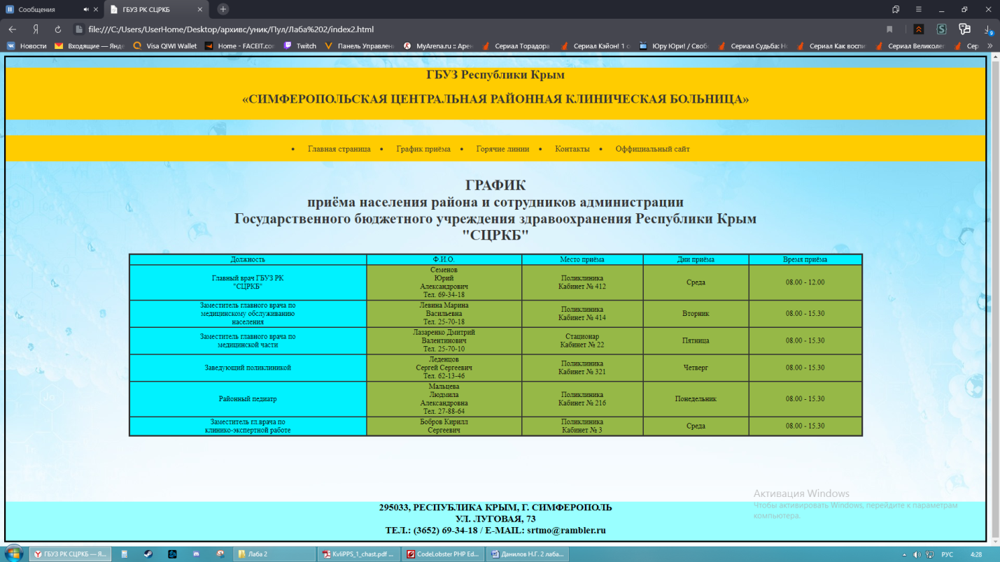 Сообщения
ГБУЗ РК СЦРКБ
file:///C:/Users/UserHome/Desktop/архивс/уник/Пул/Лаба%202/index2.html
Новости Входящие — Янде Visa QIWI Wallet Home - FACEIT.con Twitch Панель Управлен MyArena.ru :: Арен Сериал Торадора Сериал Кэйон! 1 с Юру Юри! / Своб Сериал Судьба: Н Сериал Как воспи Сериал Великолеп Сер »
ГБУЗ Республики Крым
«СИМФЕРОПОЛЬСКАЯ ЦЕНТРАЛЬНАЯ РАЙОННАЯ КЛИНИЧЕСКАЯ БОЛЬНИЦА»
• Главная страница • График приёма • Горячие линии • Контакты • Оффициальный сайт
ГРАФИК
приёма населения района и сотрудников администрации
Государственного бюджетного учреждения здравоохранения Республики Крым
"СЦРКБ"
Должность Ф.И.О. Место приёма Дни приёма Время приёма
Главный врач ГБУЗ РК
"СЦРКБ"
Семенов
Юрий
Александрович
Тел. 69-34-18
Поликлиника
Кабинет № 412
Среда
08.00 - 12.00
Заместитель главного врача по
медицинскому обслуживанию
населения
Левина Марина
Васильевна
Тел. 25-70-18
Поликлиника
Кабинет № 414
Вторник
08.00 - 15.30
Заместитель главного врача по
медицинской части
Лазаренко Дмитрий
Валентинович
Тел. 25-70-10
Стационар
Кабинет № 22
Пятница
08.00 - 15.30
Заведующий поликлиникой
Леденцов
Сергей Сергеевич
Тел. 62-13-46
Поликлиника
Кабинет № 321
Четверг
08.00 - 15.30
Районный педиатр
Мальцева
Людмила
Александровна
Тел. 27-88-64
Поликлиника
Кабинет № 216
Понедельник
08.00 - 15.30
Заместитель гл.врача по
клинико-экспертной работе
Бобров Кирилл
Сергеевич
Поликлиника
Кабинет № 3
Среда
08.00 - 15.30
Активация Windows
Чтобы активировать Windows, перейдите к параметрам
компьютера.
295033, РЕСПУБЛИКА КРЫМ, Г. СИМФЕРОПОЛЬ
УЛ. ЛУГОВАЯ, 73
ТЕЛ.: (3652) 69-34-18 / E-MAIL: srtmo@rambler.ru
ГБУЗ РК СЦРКБ — Я... Лаба 2 KvliPPS_1_chast.pdf ... CodeLobster PHP Ed... Данилов Н.Г. 2 лаба... РУС 4:28